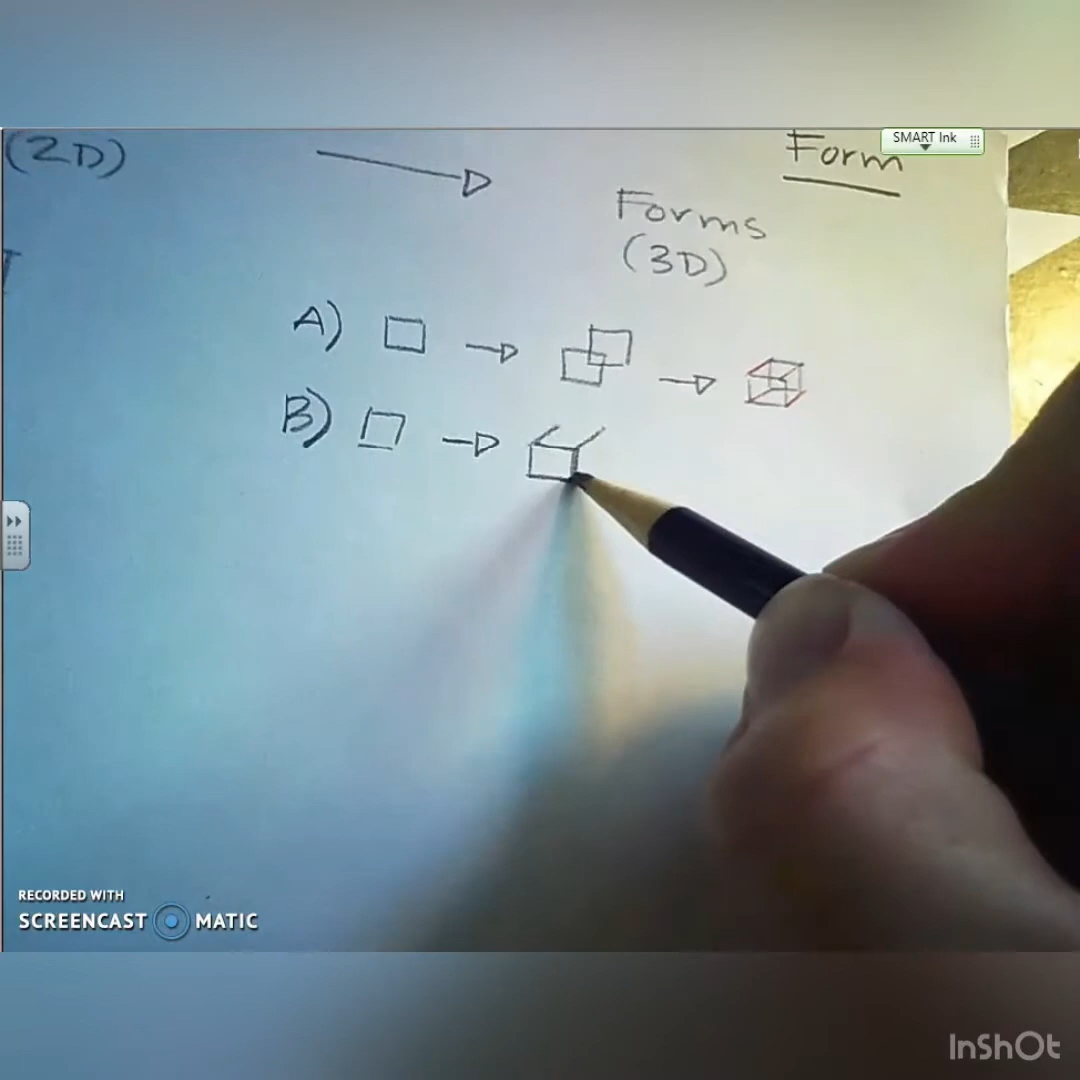 (2D)
SMART Ink
Form
Forms
(3D)
A)
B)
RECORDED WITH
SCREENCAST MATIC
InShOt